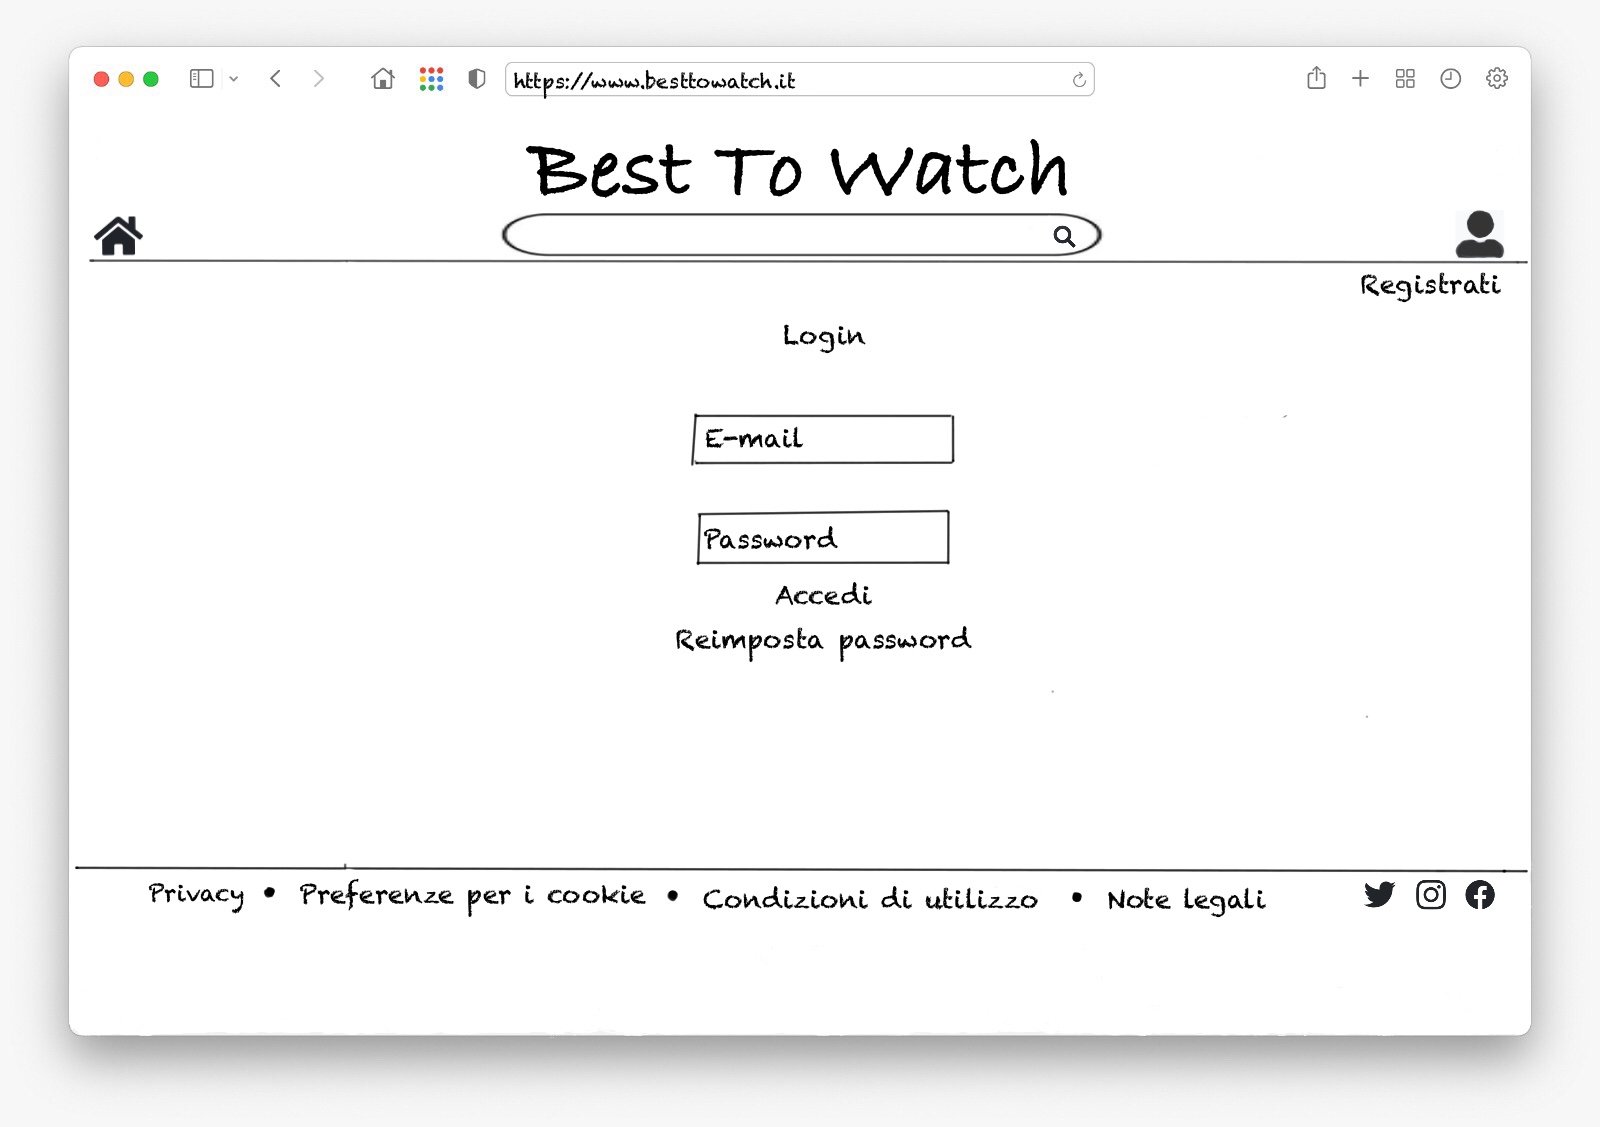 https://www.besttowatch.it
Best To Watch
Registrati
Login
E-mail
Password
Accedi
Reimposta password
Privacy • Preferenze per i cookie • Condizioni di utilizzo • Note legali